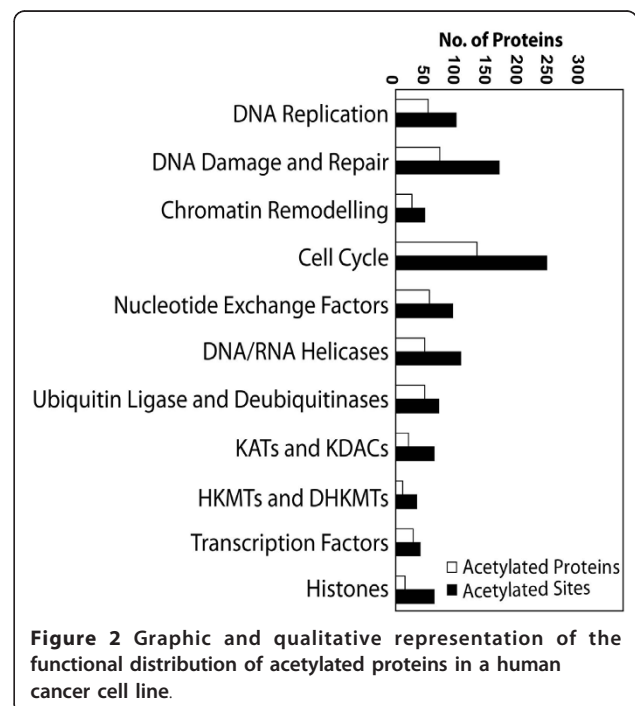 No. of Proteins
0 50 100 150 200 250 300
DNA Replication
DNA Damage and Repair
Chromatin Remodelling
Cell Cycle
Nucleotide Exchange Factors
DNA/RNA Helicases
Ubiquitin Ligase and Deubiquitinases
KATs and KDACs
HKMTs and DHKMTs
Transcription Factors
Histones
Acetylated Proteins
Acetylated Sites
Figure 2 Graphic and qualitative representation of the
functional distribution of acetylated proteins in a human
cancer cell line.